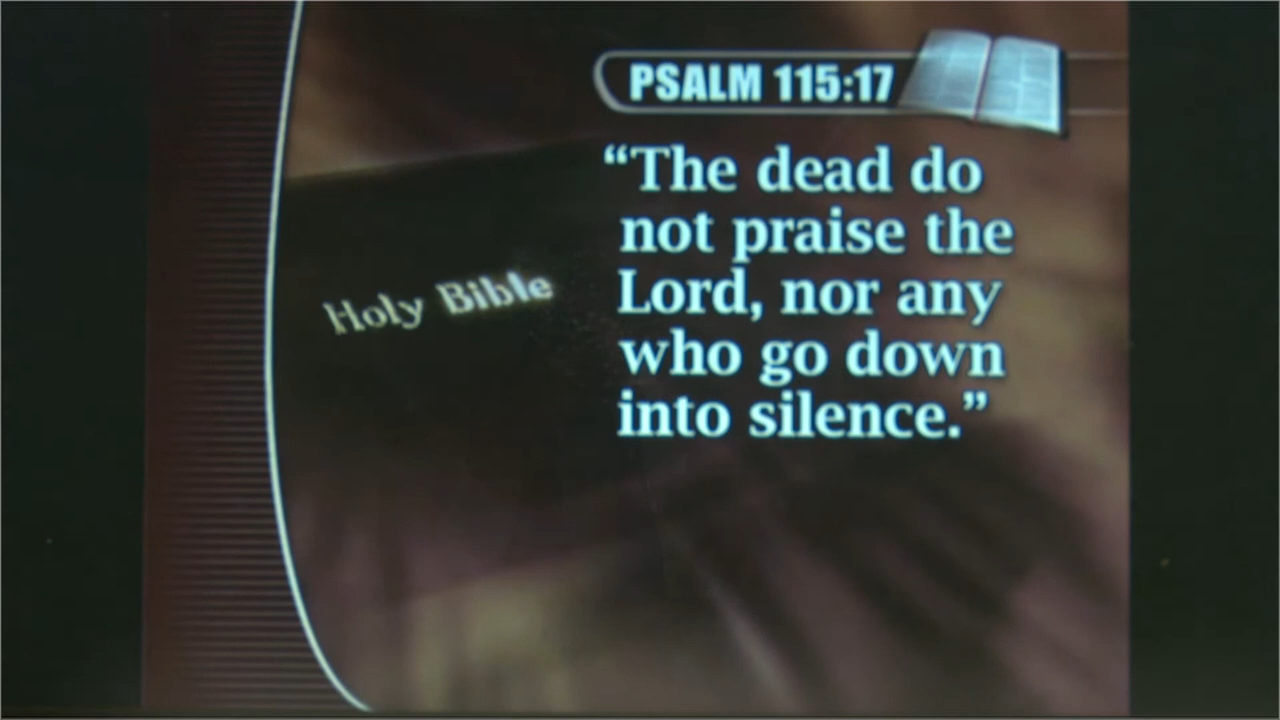 PSALM 115:17
“The dead do
not praise the
Lord, nor any
who go down
into silence.”
Holy Bible